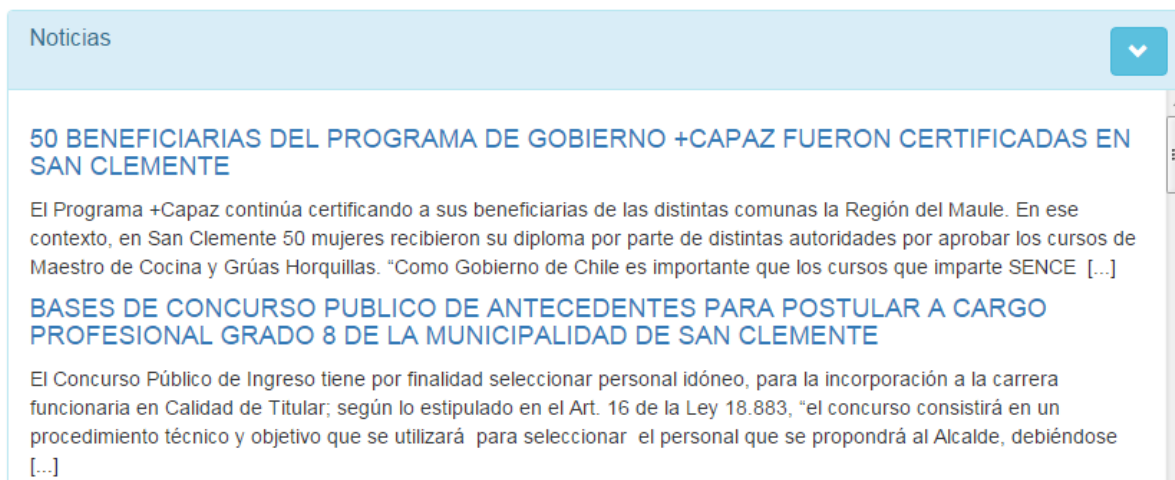 Noticias
50 BENEFICIARIAS DEL PROGRAMA DE GOBIERNO +CAPAZ FUERON CERTIFICADAS EN
SAN CLEMENTE
El Programa +Capaz continúa certificando a sus beneficiarias de las distintas comunas la Región del Maule. En ese
contexto, en San Clemente 50 mujeres recibieron su diploma por parte de distintas autoridades por aprobar los cursos de
Maestro de Cocina y Grúas Horquillas. “Como Gobierno de Chile es importante que los cursos que imparte SENCE [...]
BASES DE CONCURSO PUBLICO DE ANTECEDENTES PARA POSTULAR A CARGO
PROFESIONAL GRADO 8 DE LA MUNICIPALIDAD DE SAN CLEMENTE
El Concurso Público de Ingreso tiene por finalidad seleccionar personal idóneo, para la incorporación a la carrera
funcionaria en Calidad de Titular; según lo estipulado en el Art. 16 de la Ley 18.883, “el concurso consistirá en un
procedimiento técnico y objetivo que se utilizará para seleccionar el personal que se propondrá al Alcalde, debiéndose
[...]